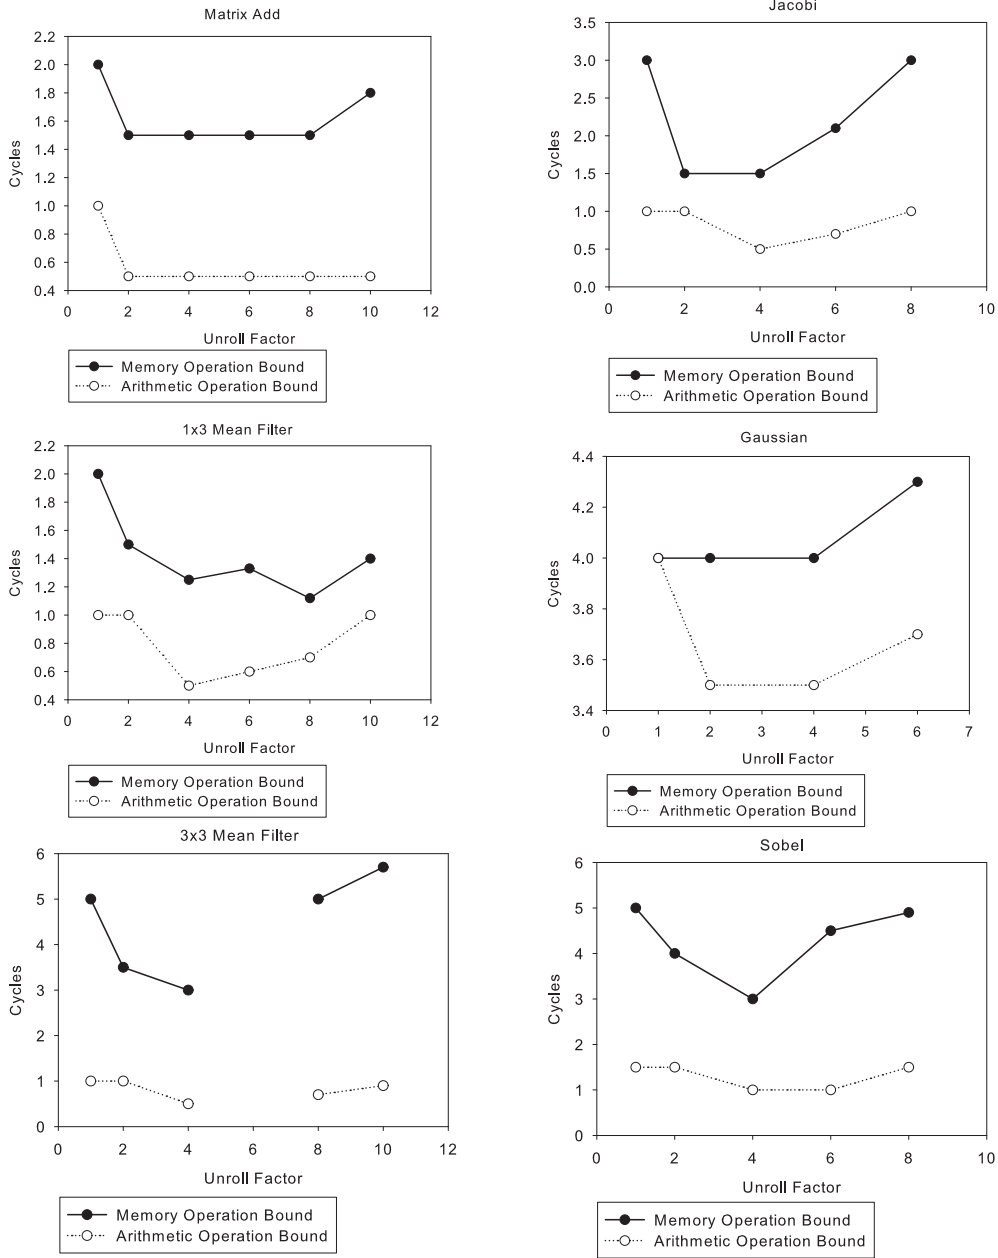 Matrix Add
2.2
2.0
1.8
1.6
1.4
1.2
1.0
0.8
0.6
0.4
Cycles
0 2 4 6 8 10 12
Unroll Factor
Memory Operation Bound
Arithmetic Operation Bound
Jacobi
3.5
3.0
2.5
2.0
1.5
1.0
0.5
0.0
Cycles
0 2 4 6 8 10
Unroll Factor
Memory Operation Bound
Arithmetic Operation Bound
1x3 Mean Filter
2.2
2.0
1.8
1.6
1.4
1.2
1.0
0.8
0.6
0.4
Cycles
0 2 4 6 8 10 12
Unroll Factor
Memory Operation Bound
Arithmetic Operation Bound
Gaussian
4.4
4.2
4.0
3.8
3.6
3.4
Cycles
0 1 2 3 4 5 6 7
Unroll Factor
Memory Operation Bound
Arithmetic Operation Bound
3x3 Mean Filter
6
5
4
3
2
1
0
Cycles
0 2 4 6 8 10 12
Unroll Factor
Memory Operation Bound
Arithmetic Operation Bound
Sobel
6
5
4
3
2
1
0
Cycles
0 2 4 6 8 10
Unroll Factor
Memory Operation Bound
Arithmetic Operation Bound